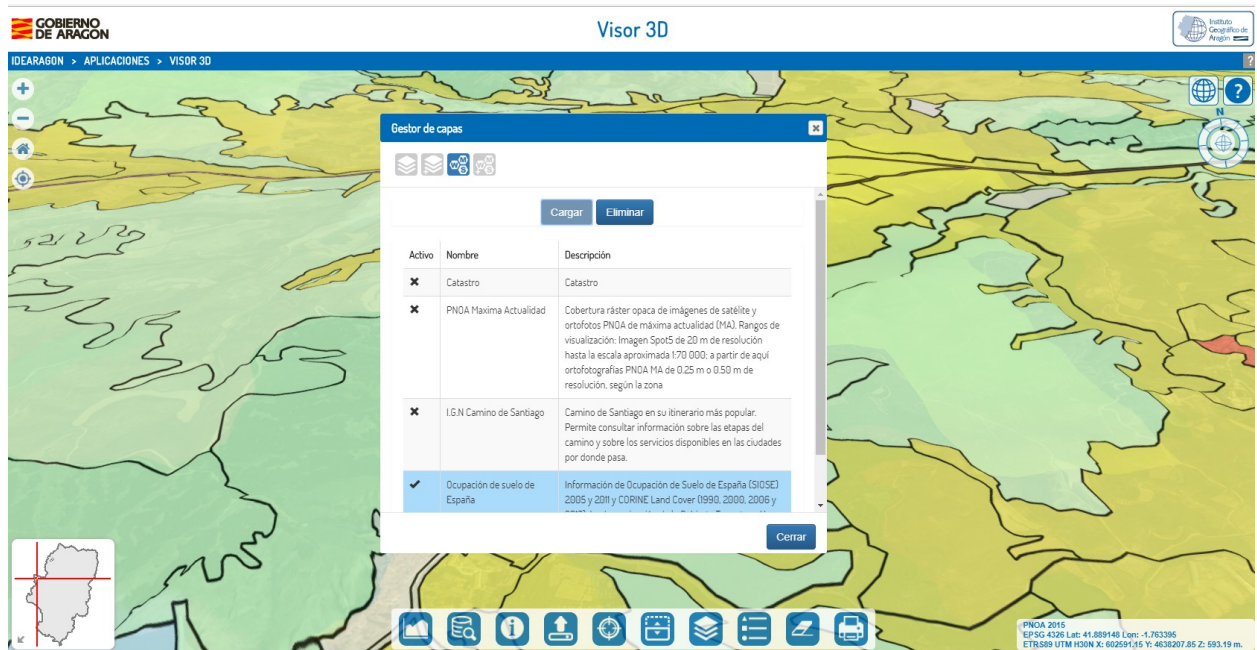 GOBIERNO
DE ARAGON
Visor 3D
Instituto
Geográfico de
Aragón
IDEARAGON > APLICACIONES > VISOR 3D
?
?
N
Gestor de capas
Cargar
Eliminar
Activo Nombre Descripción
Catastro Catastro
PNOA Maxima Actualidad Cobertura ráster opaca de imágenes de satélite y
ortofotos PNOA de máxima actualidad (MA). Rangos de
visualización: Imagen Spot5 de 20 m de resolución
hasta la escala aproximada 1:70 000; a partir de aquí
ortofotografías PNOA MA de 0.25 m o 0.50 m de
resolución, según la zona
I.G.N Camino de Santiago Camino de Santiago en su itinerario más popular.
Permite consultar información sobre las etapas del
camino y sobre los servicios disponibles en las ciudades
por donde pasa.
Ocupación de suelo de Información de Ocupación de Suelo de España (SIOSE)
España 2005 y 2011 y CORINE Land Cover (1990, 2000, 2006 y
Cerrar
PNOA 2015
EPSG 4326 Lat: 41.889148 Lon: -1.763395
ETRS89 UTM H30N X: 602591,15 Y: 4638207.85 Z: 593.19 m.